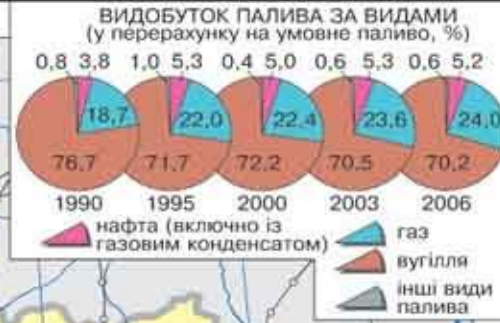 ВИДОБУТОК ПАЛИВА ЗА ВИДАМИ
(у перерахунку на умовне паливо, %)
0,8 3,8 1,0 5,3 0,4 5,0 0,6 5,3 0,6 5,2
18,7 22,0 22,4 23,6 24,0
76,7 71,7 72,2 70,5 70,2
1990 1995 2000 2003 2006
нафта (включно із
газовим конденсатом)
газ
вугілля
інші види
палива